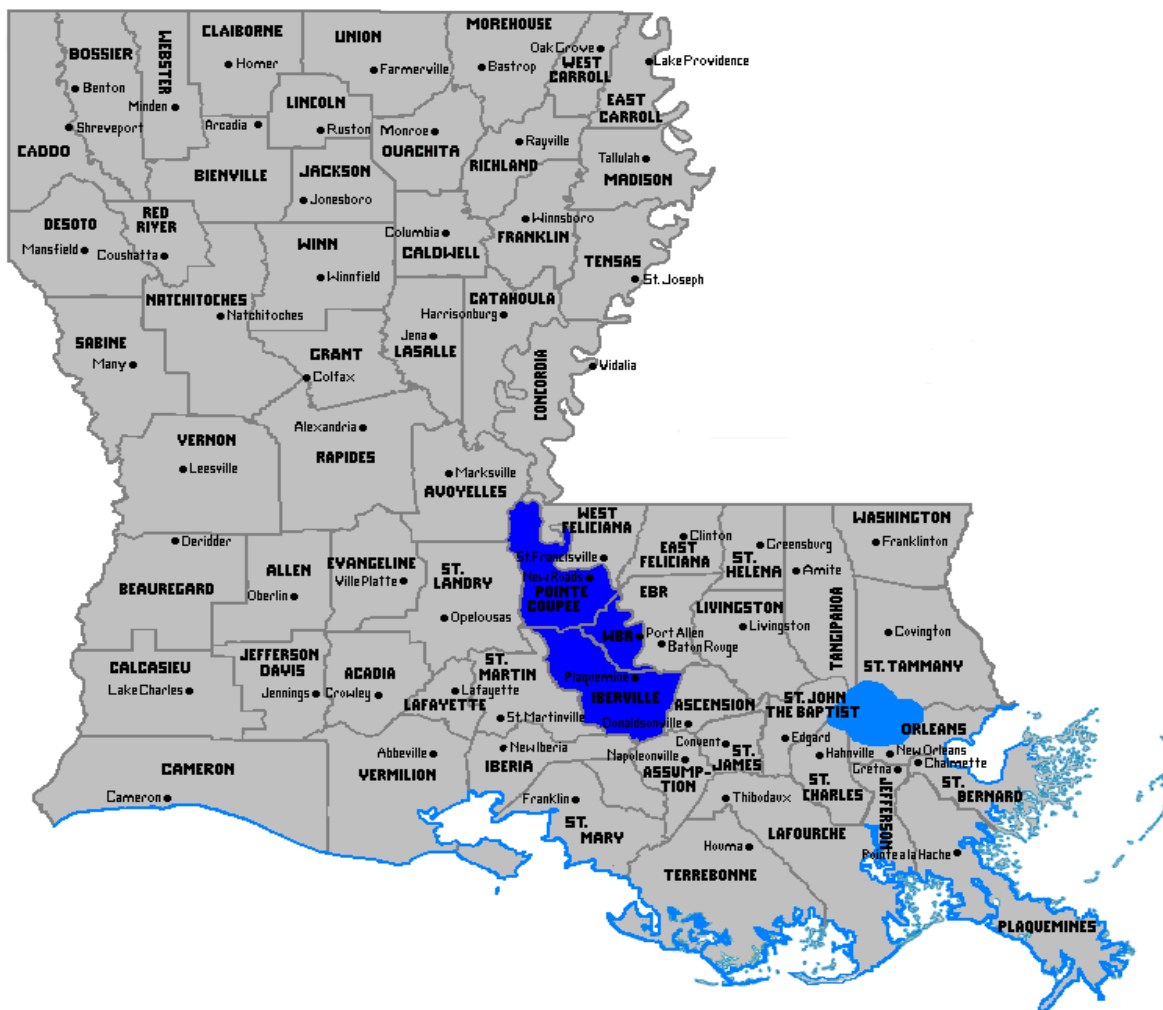 MOREHOUSE
CLAIBORNE
UNION
WEBSTER
BOSSIER
Oak Grove
WEST
CARROLL
Lake Providence
Homer
Farmerville
Bastrop
Benton
Minden
LINCOLN
EAST
CARROLL
Shreveport
Arcadia
Ruston
Monroe
OUACHITA
Rayville
CADDO
RICHLAND
Tallulah
MADISON
BIENVILLE
JACKSON
Jonesboro
RED
RIVER
DESOTO
Winnsboro
FRANKLIN
Columbia
CALDWELL
WINN
Mansfield
Coushatta
TENSAS
Winnfield
St. Joseph
NATCHITOCHES
Natchitoches
CATAHOULA
Harrisonburg
SABINE
Many
GRANT
Colfax
Jena
LASALLE
CONCORDIA
Vidalia
VERNON
Leesville
Alexandria
RAPIDES
Marksville
AVOYELLES
WEST
FELICIANA
WASHINGTON
Franklinton
Deridder
Clinton
EAST
FELICIANA
Greensburg
ST.
HELENA
St. Francisville
BEAUREGARD
ALLEN
Oberlin
EVANGELINE
Ville Platte
ST.
LANDRY
New Roads
POINTE
COUPEE
EBR
Amite
TANGIPAHOA
Opelousas
LIVINGSTON
Livingston
WBR
Port Allen
Baton Rouge
Covington
ST. TAMMANY
CALCASIEU
Lake Charles
JEFFERSON
DAVIS
Jennings
ACADIA
Crowley
LAFAYETTE
Lafayette
ST.
MARTIN
St. Martinville
Plaquemine
IBERVILLE
ASCENSION
Donaldsonville
ST. JOHN
THE BAPTIST
ORLEANS
Edgard
Convent
ST.
JAMES
Hahnville
New Orleans
Chalmette
Gretna
CAMERON
Cameron
Abbeville
VERMILION
New Iberia
IBERIA
Napoleonville
ASSUMP-
TION
ST.
CHARLES
JEFFERSON
ST.
BERNARD
Franklin
ST.
MARY
Thibodaux
LAFOURCHE
Houma
TERREBONNE
Pointe a la Hache
PLAQUEMINES